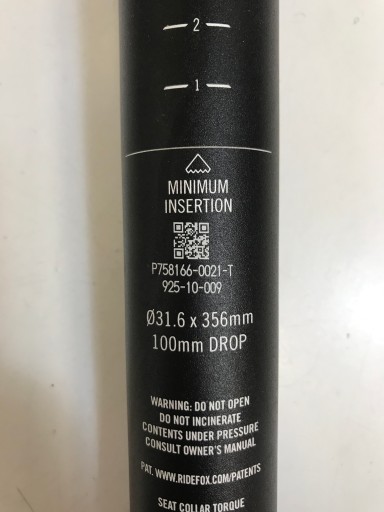 — 2 —
— 1 —
MINIMUM
INSERTION
P758166-0021-T
925-10-009
Ø31.6 x 356mm
100mm DROP
WARNING: DO NOT OPEN
DO NOT INCINERATE
CONTENTS UNDER PRESSURE
CONSULT OWNER'S MANUAL
PAT. WWW.RIDEFOX.COM/PATENTS
SEAT COLLAR TORQUE